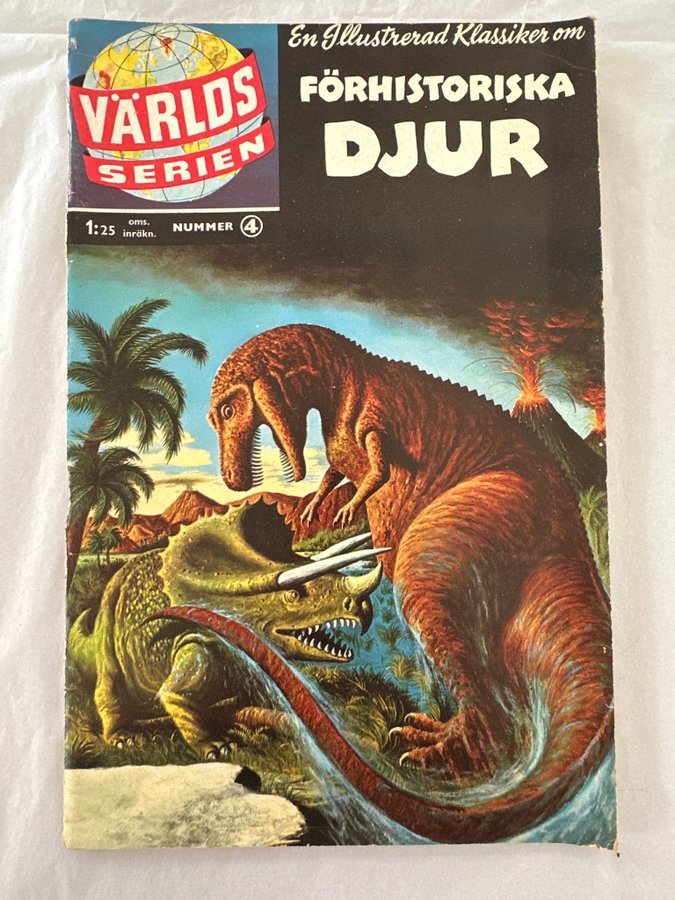 En Illustrerad Klassiker om
FÖRHISTORISKA
DJUR
VÄRLDS
SERIEN
1:25 oms. inräkn. NUMMER 4